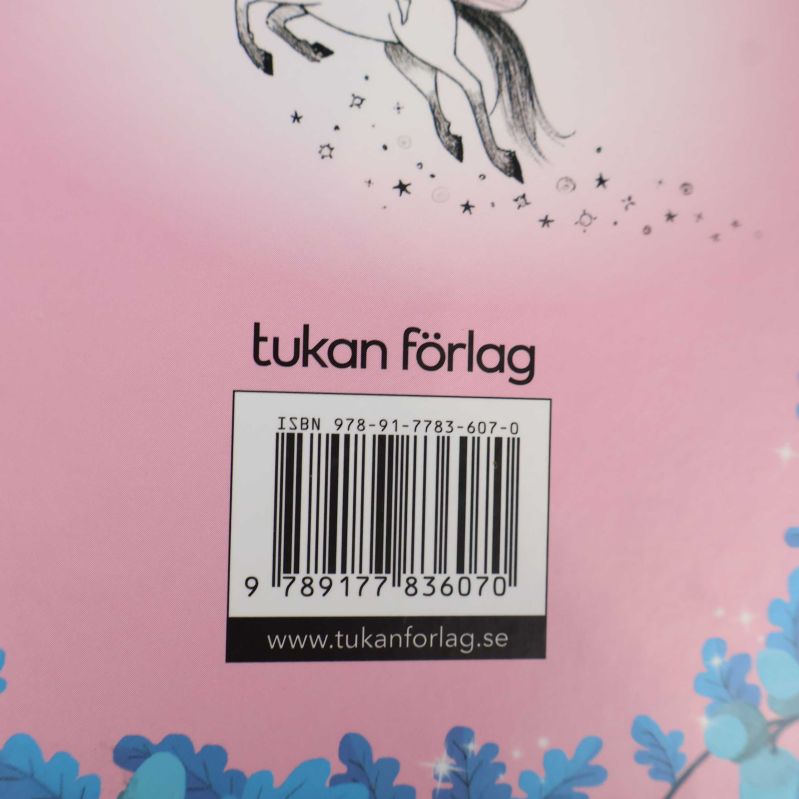 tukan förlag
ISBN 978-91-7783-607-0
9 789177 836070
www.tukanforlag.se